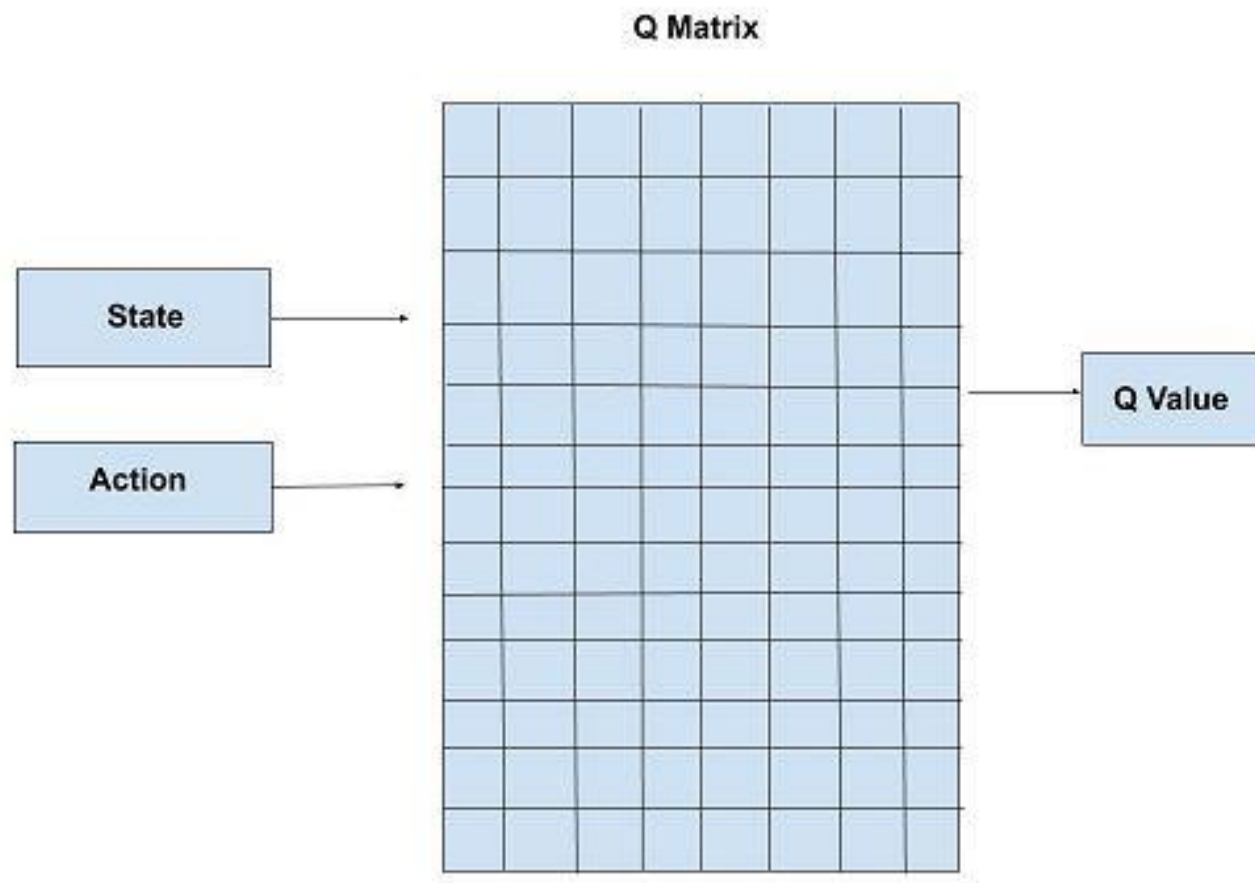 Q Matrix
State
Action
Q Value